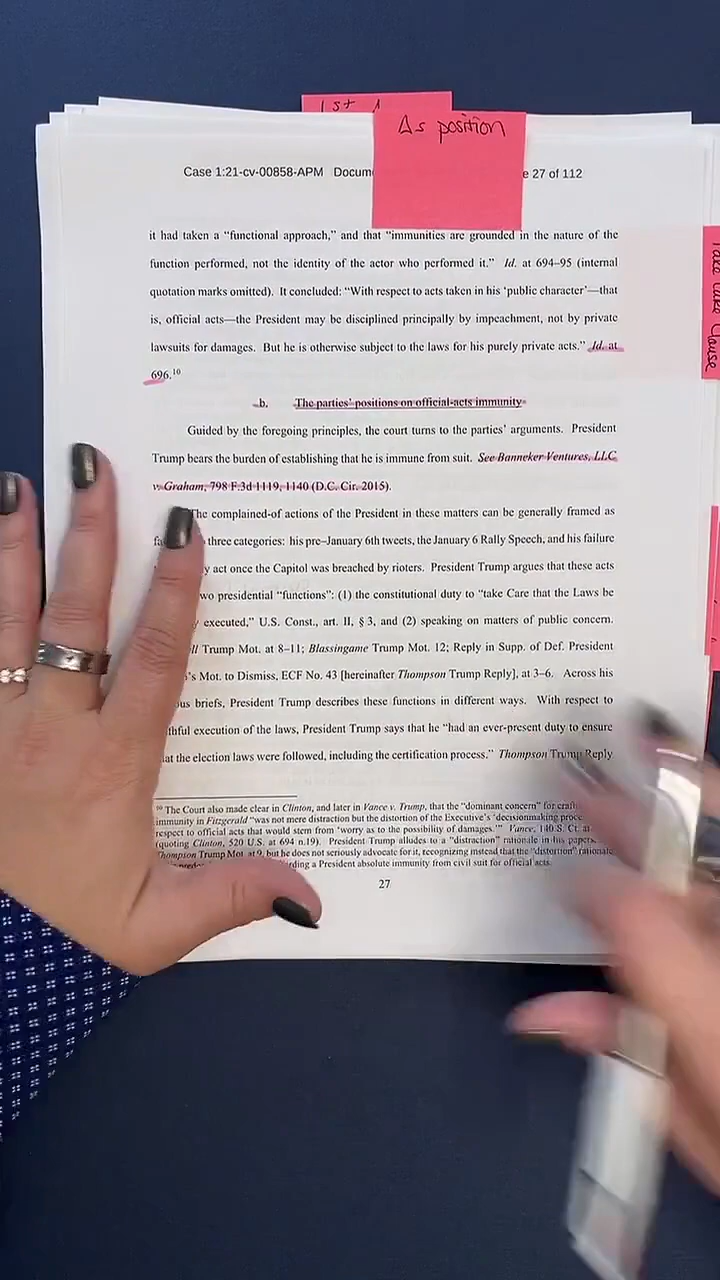 1st A
Δs position
Case 1:21-cv-00858-APM Docum e 27 of 112
Take Care Clause
it had taken a “functional approach,” and that “immunities are grounded in the nature of the
function performed, not the identity of the actor who performed it.” Id. at 694–95 (internal
quotation marks omitted). It concluded: “With respect to acts taken in his ‘public character’—that
is, official acts—the President may be disciplined principally by impeachment, not by private
lawsuits for damages. But he is otherwise subject to the laws for his purely private acts.” Id. at
696.10
b. The parties’ positions on official-acts immunity
Guided by the foregoing principles, the court turns to the parties’ arguments. President
Trump bears the burden of establishing that he is immune from suit. See Banneker Ventures, LLC
v. Graham, 798 F.3d 1119, 1140 (D.C. Cir. 2015).
The complained-of actions of the President in these matters can be generally framed as
three categories: his pre–January 6th tweets, the January 6 Rally Speech, and his failure
act once the Capitol was breached by rioters. President Trump argues that these acts
wo presidential “functions”: (1) the constitutional duty to “take Care that the Laws be
executed,” U.S. Const., art. II, § 3, and (2) speaking on matters of public concern.
Trump Mot. at 8–11; Blassingame Trump Mot. 12; Reply in Supp. of Def. President
’s Mot. to Dismiss, ECF No. 43 [hereinafter Thompson Trump Reply], at 3–6. Across his
us briefs, President Trump describes these functions in different ways. With respect to
thful execution of the laws, President Trump says that he “had an ever-present duty to ensure
at the election laws were followed, including the certification process.” Thompson Trump Reply
10 The Court also made clear in Clinton, and later in Vance v. Trump, that the “dominant concern” for
immunity in Fitzgerald “was not mere distraction but the distortion of the Executive’s ‘decisionmaking
respect to official acts that would stem from ‘worry as to the possibility of damages.’” Vance, 140 S. Ct. at
(quoting Clinton, 520 U.S. at 694 n.19). President Trump alludes to a “distraction” rationale in his papers,
Thompson Trump Mot. at 9, but he does not seriously advocate for it, recognizing instead that the “distortion” rationale
rding a President absolute immunity from civil suit for official acts.
27